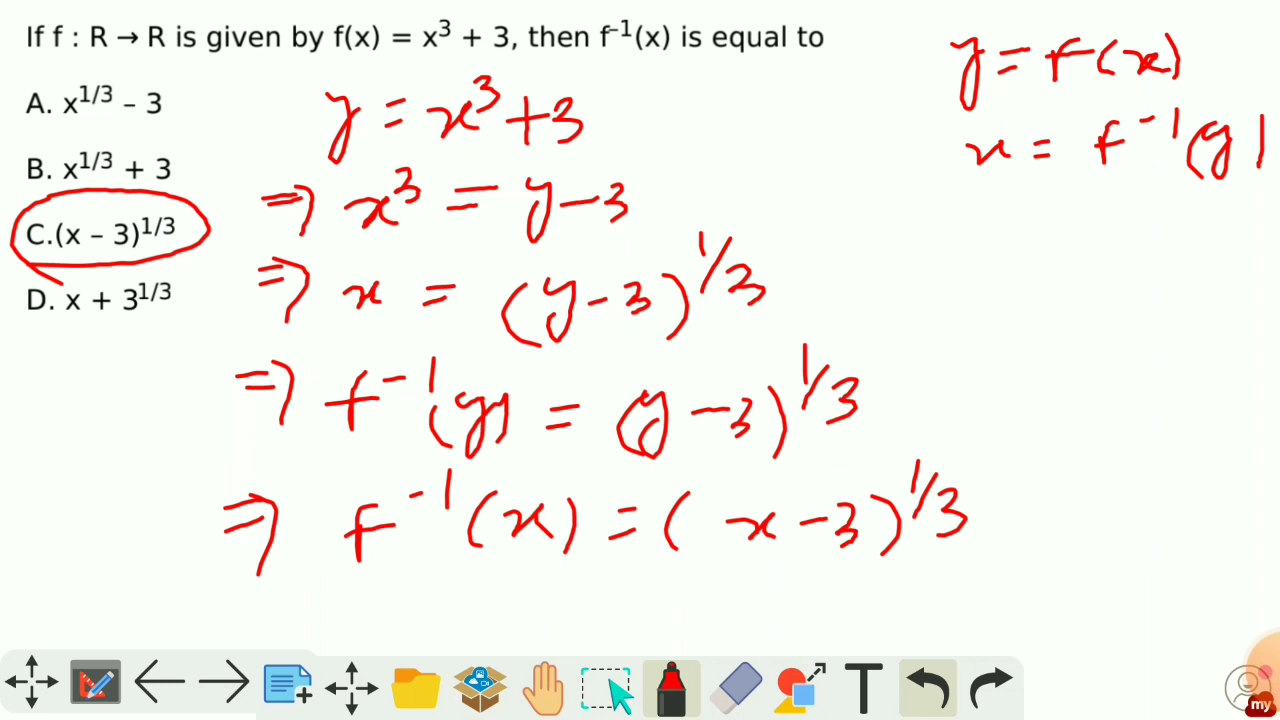 If f : R → R is given by f(x) = x³ + 3, then f⁻¹(x) is equal to
A. x^1/3 – 3
B. x^1/3 + 3
C.(x – 3)^1/3
D. x + 3^1/3
y = x³ + 3
⇒ x³ = y – 3
⇒ x = (y – 3)^1/3
⇒ f⁻¹(y) = (y – 3)^1/3
⇒ f⁻¹(x) = (x – 3)^1/3
y = f(x)
x = f⁻¹(y)
T
my